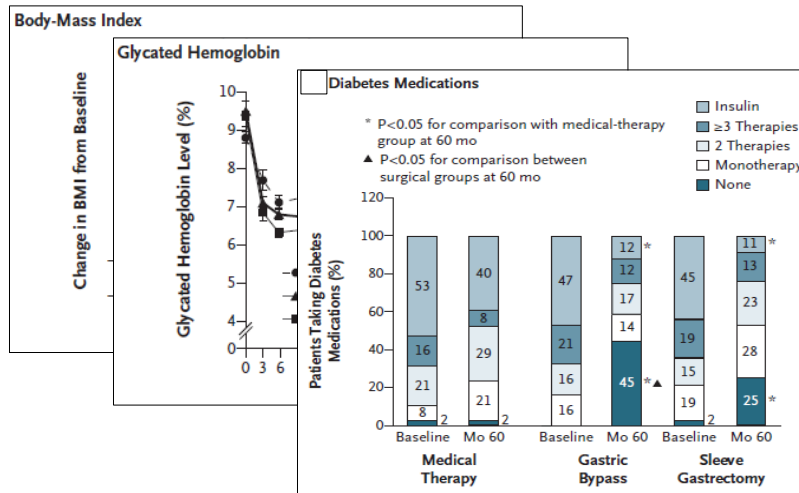 Body-Mass Index
Change in BMI from Baseline
Glycated Hemoglobin
Glycated Hemoglobin Level (%)
10
9
8
7
6
5
4
0
0 3 6
Diabetes Medications
Insulin
≥3 Therapies
2 Therapies
Monotherapy
None
* P<0.05 for comparison with medical-therapy
group at 60 mo
▲ P<0.05 for comparison between
surgical groups at 60 mo
Patients Taking Diabetes
Medications (%)
120
100
80
60
40
20
0
53
16
21
8
2
40
8
29
21
2
47
21
16
16
12 *
12
17
14
45 *▲
45
19
15
19
2
11 *
13
23
28
25 *
Baseline Mo 60 Baseline Mo 60 Baseline Mo 60
Medical
Therapy
Gastric
Bypass
Sleeve
Gastrectomy